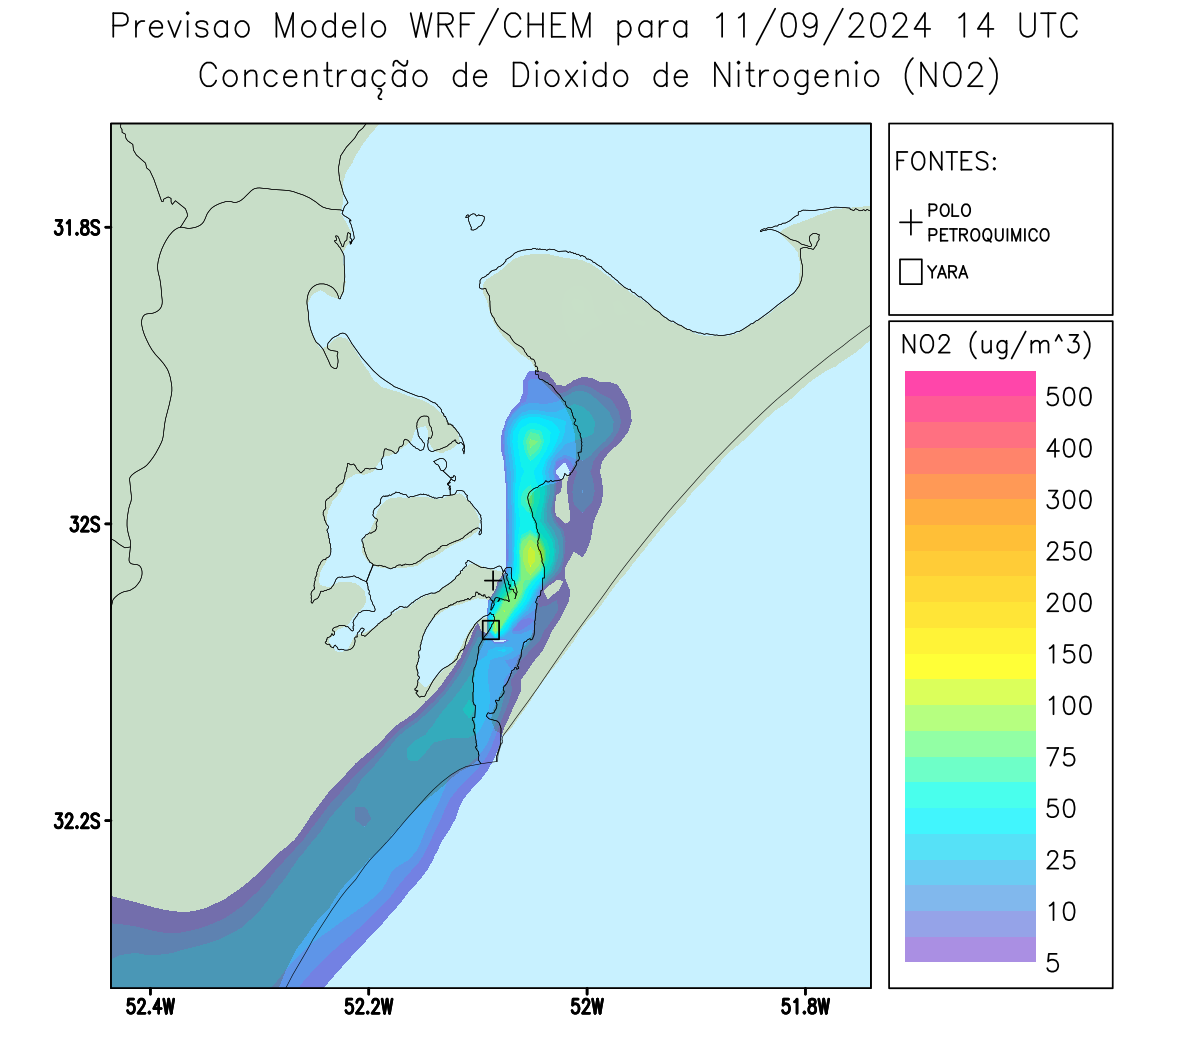 Previsao Modelo WRF/CHEM para 11/09/2024 14 UTC
Concentração de Dioxido de Nitrogenio (NO2)
FONTES:
POLO
PETROQUIMICO
YARA
NO2 (ug/m^3)
500
400
300
250
200
150
100
75
50
25
10
5
31.8S
32S
32.2S
52.4W
52.2W
52W
51.8W